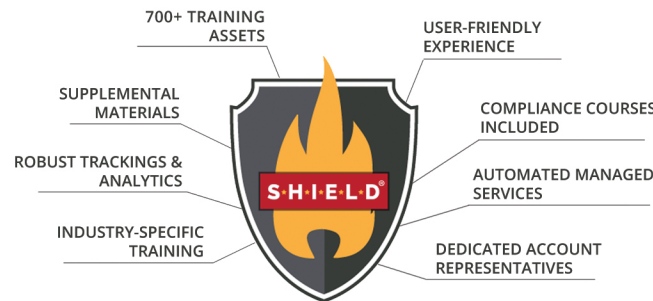 700+ TRAINING
ASSETS
SUPPLEMENTAL
MATERIALS
ROBUST TRACKINGS &
ANALYTICS
INDUSTRY-SPECIFIC
TRAINING
S★H★I★E★L★D®
USER-FRIENDLY
EXPERIENCE
COMPLIANCE COURSES
INCLUDED
AUTOMATED MANAGED
SERVICES
DEDICATED ACCOUNT
REPRESENTATIVES